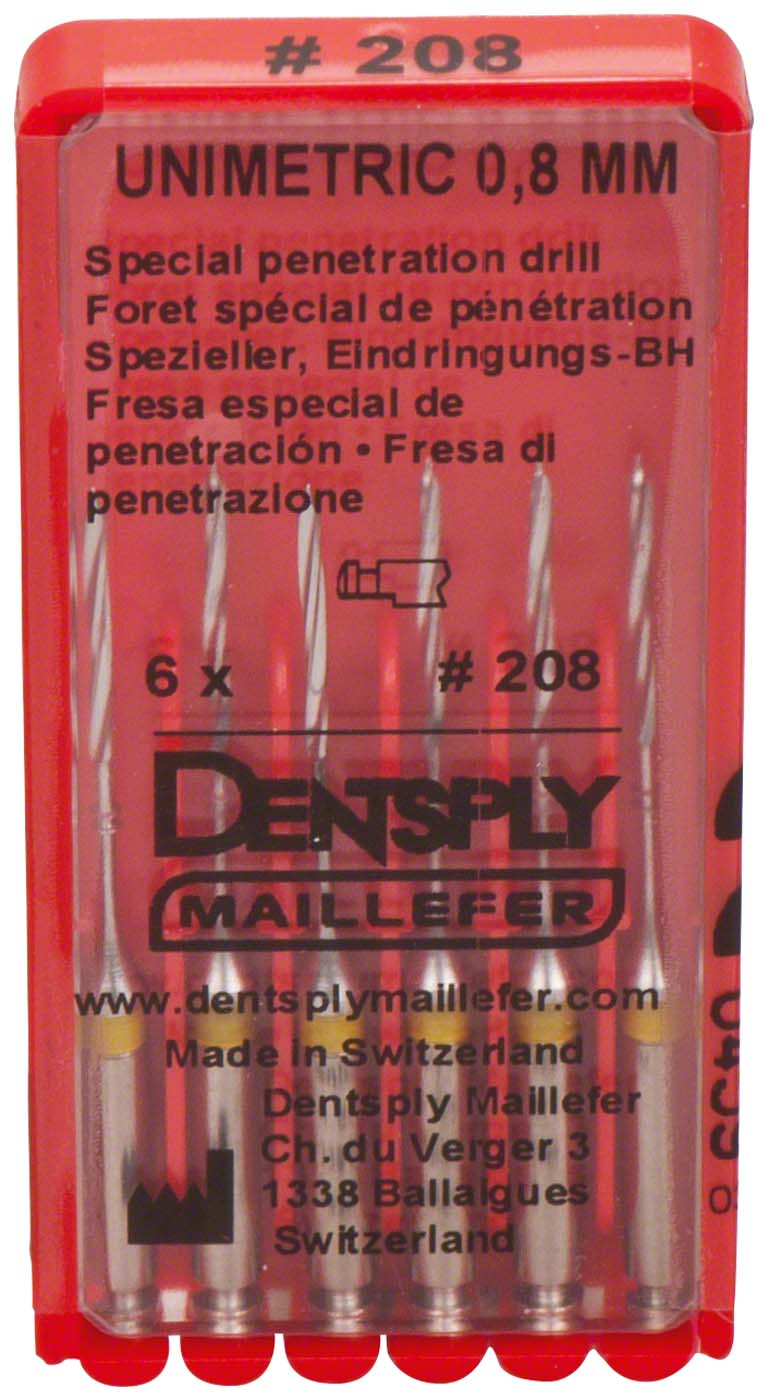 # 208
UNIMETRIC 0,8 MM
Special penetration drill
Foret spécial de pénétration
Spezieller, Eindringungs-BH
Fresa especial de
penetración • Fresa di
penetrazione
6 x # 208
DENTSPLY
MAILLEFER
www.dentsplymaillefer.com
Made in Switzerland
Dentsply Maillefer
Ch. du Verger 3
1338 Ballaigues
Switzerland